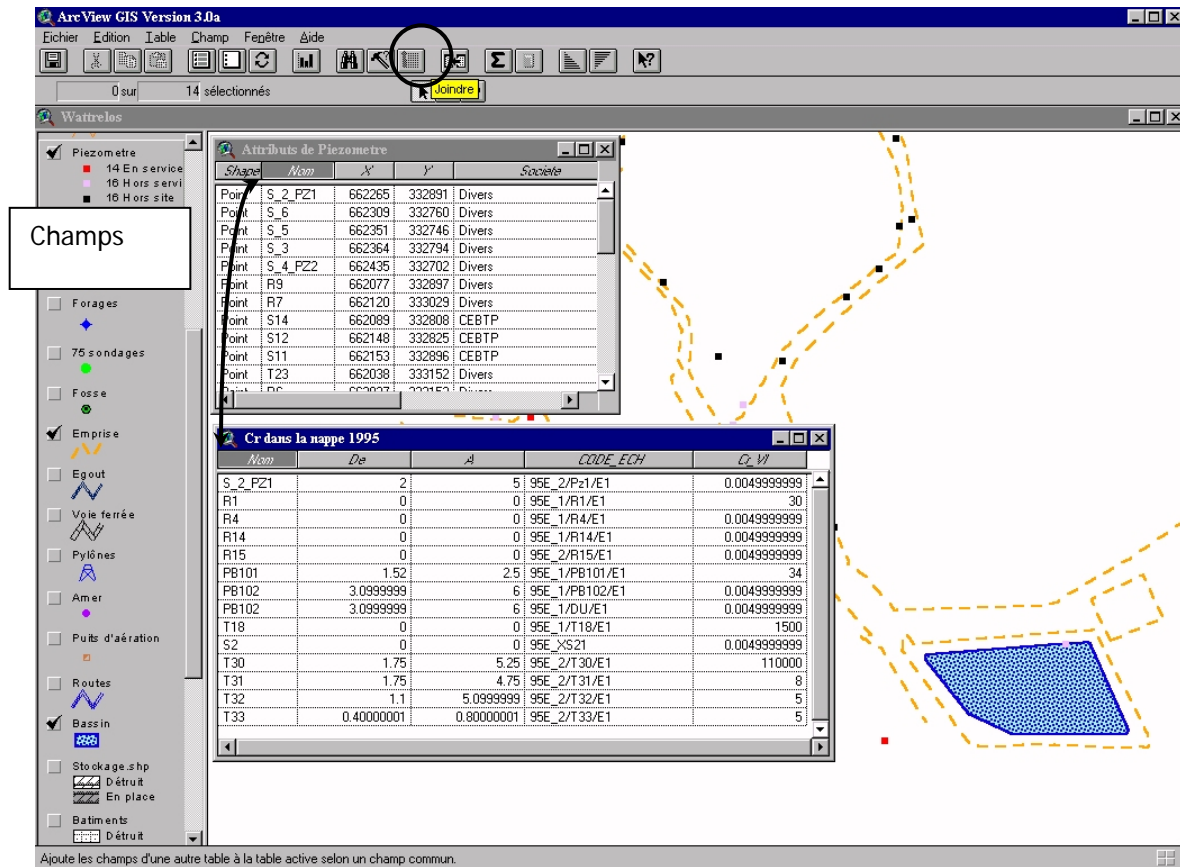 ArcView GIS Version 3.0a
Fichier Edition Table Champ Fenêtre Aide
0 sur 14 sélectionnés
Joindre
Wattrelos
Piezometre
14 En service
16 Hors servi
16 Hors site
Champs
Forages
75 sondages
Fosse
Emprise
Egout
Voie ferrée
Pylônes
Amer
Puits d'aération
Routes
Bassin
Stockage.shp
Détruit
En place
Batiments
Détruit
Attributs de Piezometre
Shape Nom X Y Societe
Point S_2_PZ1 662265 332891 Divers
Point S_6 662309 332760 Divers
Point S_5 662351 332746 Divers
Point S_3 662364 332794 Divers
Point S_4_PZ2 662435 332702 Divers
Point R9 662077 332897 Divers
Point R7 662120 333029 Divers
Point S14 662089 332808 CEBTP
Point S12 662148 332825 CEBTP
Point S11 662153 332896 CEBTP
Point T23 662038 333152 Divers
Cr dans la nappe 1995
Nom De A CODE_ECH Cr_VI
S_2_PZ1 2 5 95E_2/Pz1/E1 0.0049999999
R1 0 0 95E_1/R1/E1 30
R4 0 0 95E_1/R4/E1 0.0049999999
R14 0 0 95E_1/R14/E1 0.0049999999
R15 0 0 95E_2/R15/E1 0.0049999999
PB101 1.52 2.5 95E_1/PB101/E1 34
PB102 3.0999999 6 95E_1/PB102/E1 0.0049999999
PB102 3.0999999 6 95E_1/DU/E1 0.0049999999
T18 0 0 95E_1/T18/E1 1500
S2 0 0 95E_XS21 0.0049999999
T30 1.75 5.25 95E_2/T30/E1 110000
T31 1.75 4.75 95E_2/T31/E1 8
T32 1.1 5.0999999 95E_2/T32/E1 5
T33 0.40000001 0.80000001 95E_2/T33/E1 5
Ajoute les champs d'une autre table à la table active selon un champ commun.